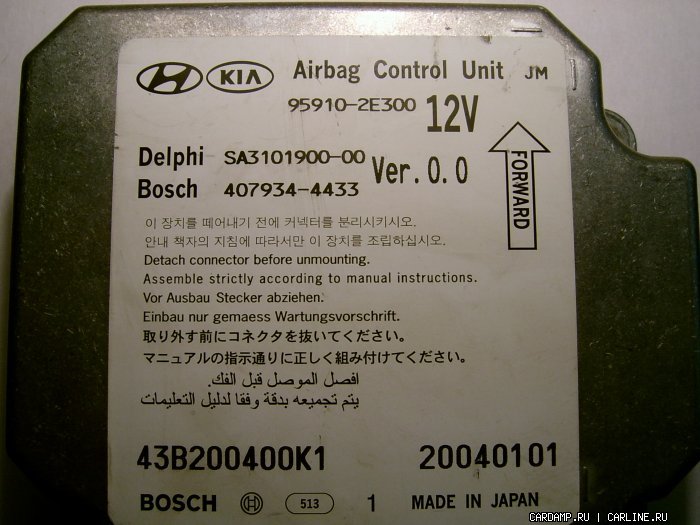 KIA Airbag Control Unit JM
95910-2E300 12V
Delphi SA3101900-00 Ver.0.0
Bosch 407934-4433
FORWARD
이 장치를 떼어내기 전에 커넥터를 분리시키시오.
안내 책자의 지침에 따라서만 이 장치를 조립하십시오.
Detach connector before unmounting.
Assemble strictly according to manual instructions.
Vor Ausbau Stecker abziehen.
Einbau nur gemaess Wartungsvorschrift.
取り外す前にコネクタを抜いてください。
マニュアルの指示通りに正しく組み付けてください。
افصل الموصل قبل الفك.
يتم تجميعه بدقة وفقا لدليل التعليمات
43B200400K1 20040101
BOSCH 513 1 MADE IN JAPAN
CARDAMP.RU | CARLINE.RU